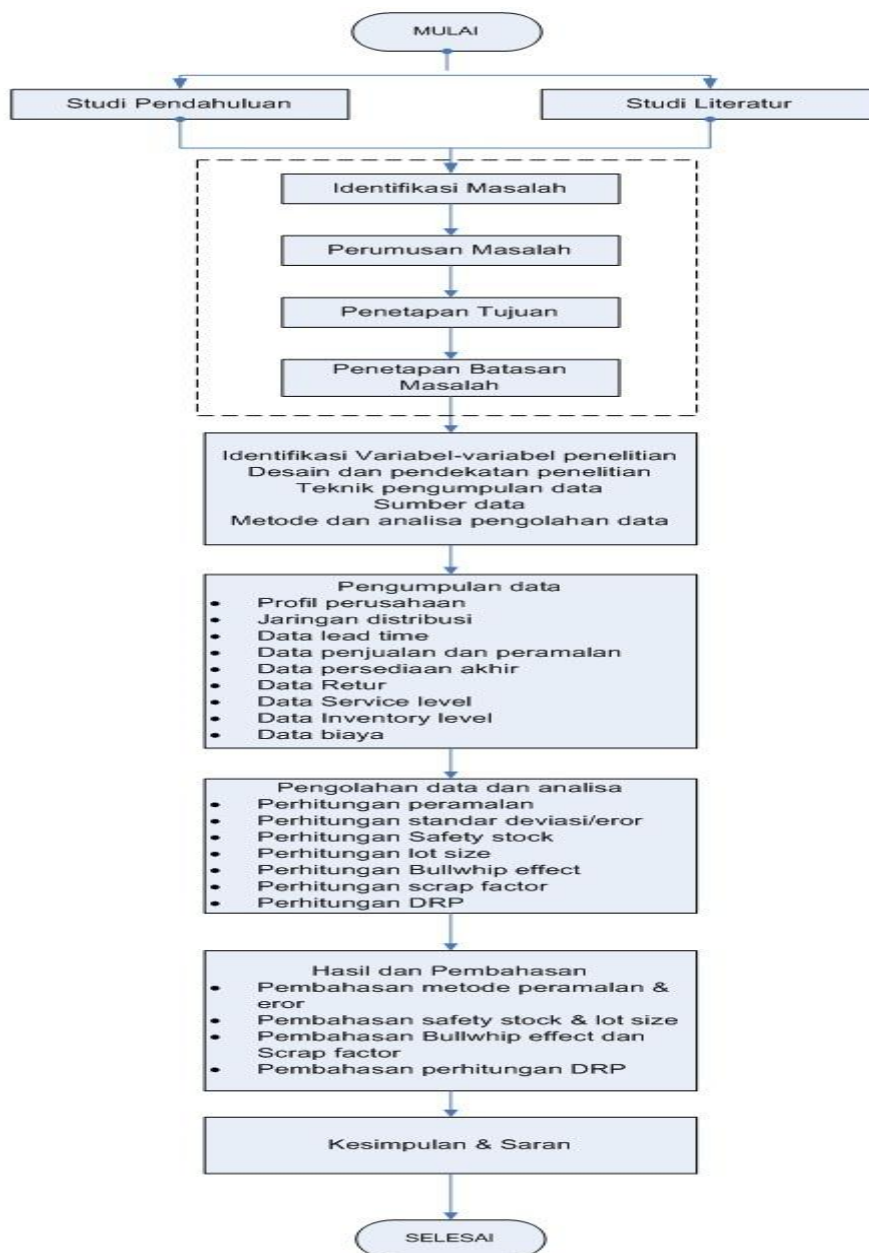 MULAI
Studi Pendahuluan
Studi Literatur
Identifikasi Masalah
Perumusan Masalah
Penetapan Tujuan
Penetapan Batasan
Masalah
Identifikasi Variabel-variabel penelitian
Desain dan pendekatan penelitian
Teknik pengumpulan data
Sumber data
Metode dan analisa pengolahan data
Pengumpulan data
• Profil perusahaan
• Jaringan distribusi
• Data lead time
• Data penjualan dan peramalan
• Data persediaan akhir
• Data Retur
• Data Service level
• Data Inventory level
• Data biaya
Pengolahan data dan analisa
• Perhitungan peramalan
• Perhitungan standar deviasi/eror
• Perhitungan Safety stock
• Perhitungan lot size
• Perhitungan Bullwhip effect
• Perhitungan scrap factor
• Perhitungan DRP
Hasil dan Pembahasan
• Pembahasan metode peramalan &
eror
• Pembahasan safety stock & lot size
• Pembahasan Bullwhip effect dan
Scrap factor
• Pembahasan perhitungan DRP
Kesimpulan & Saran
SELESAI